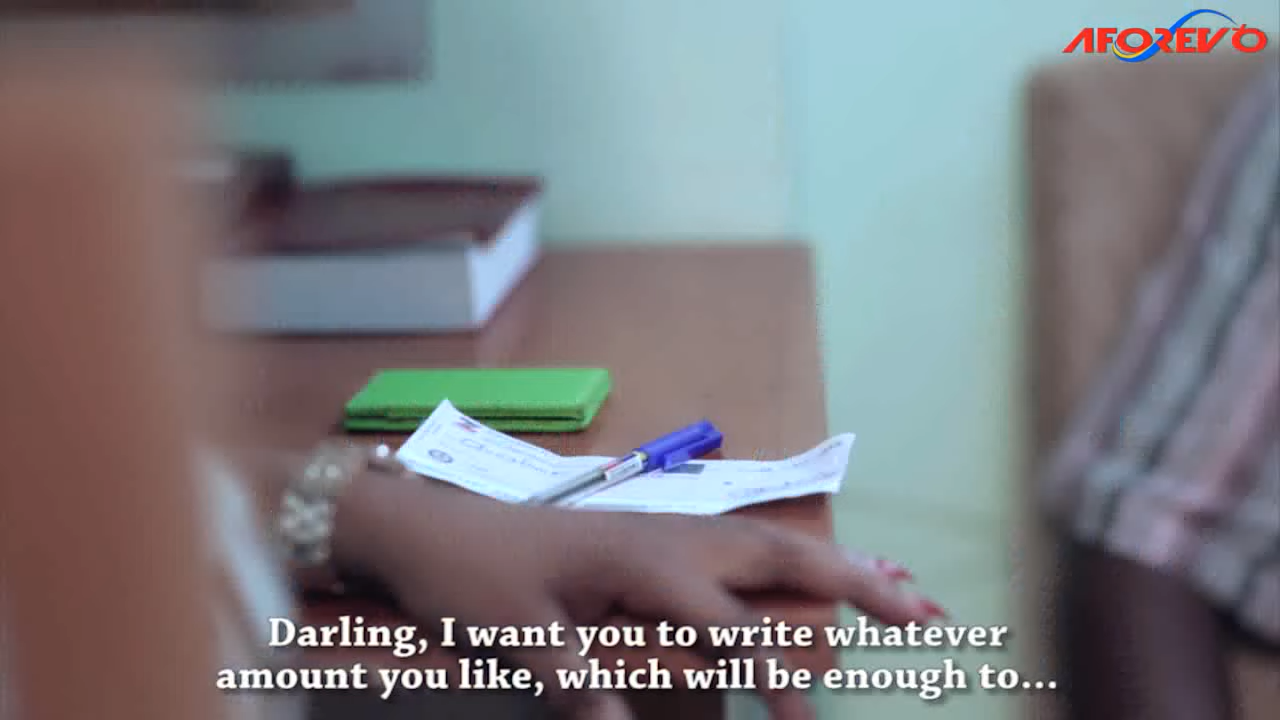 AFOREVO
Darling, I want you to write whatever
amount you like, which will be enough to...